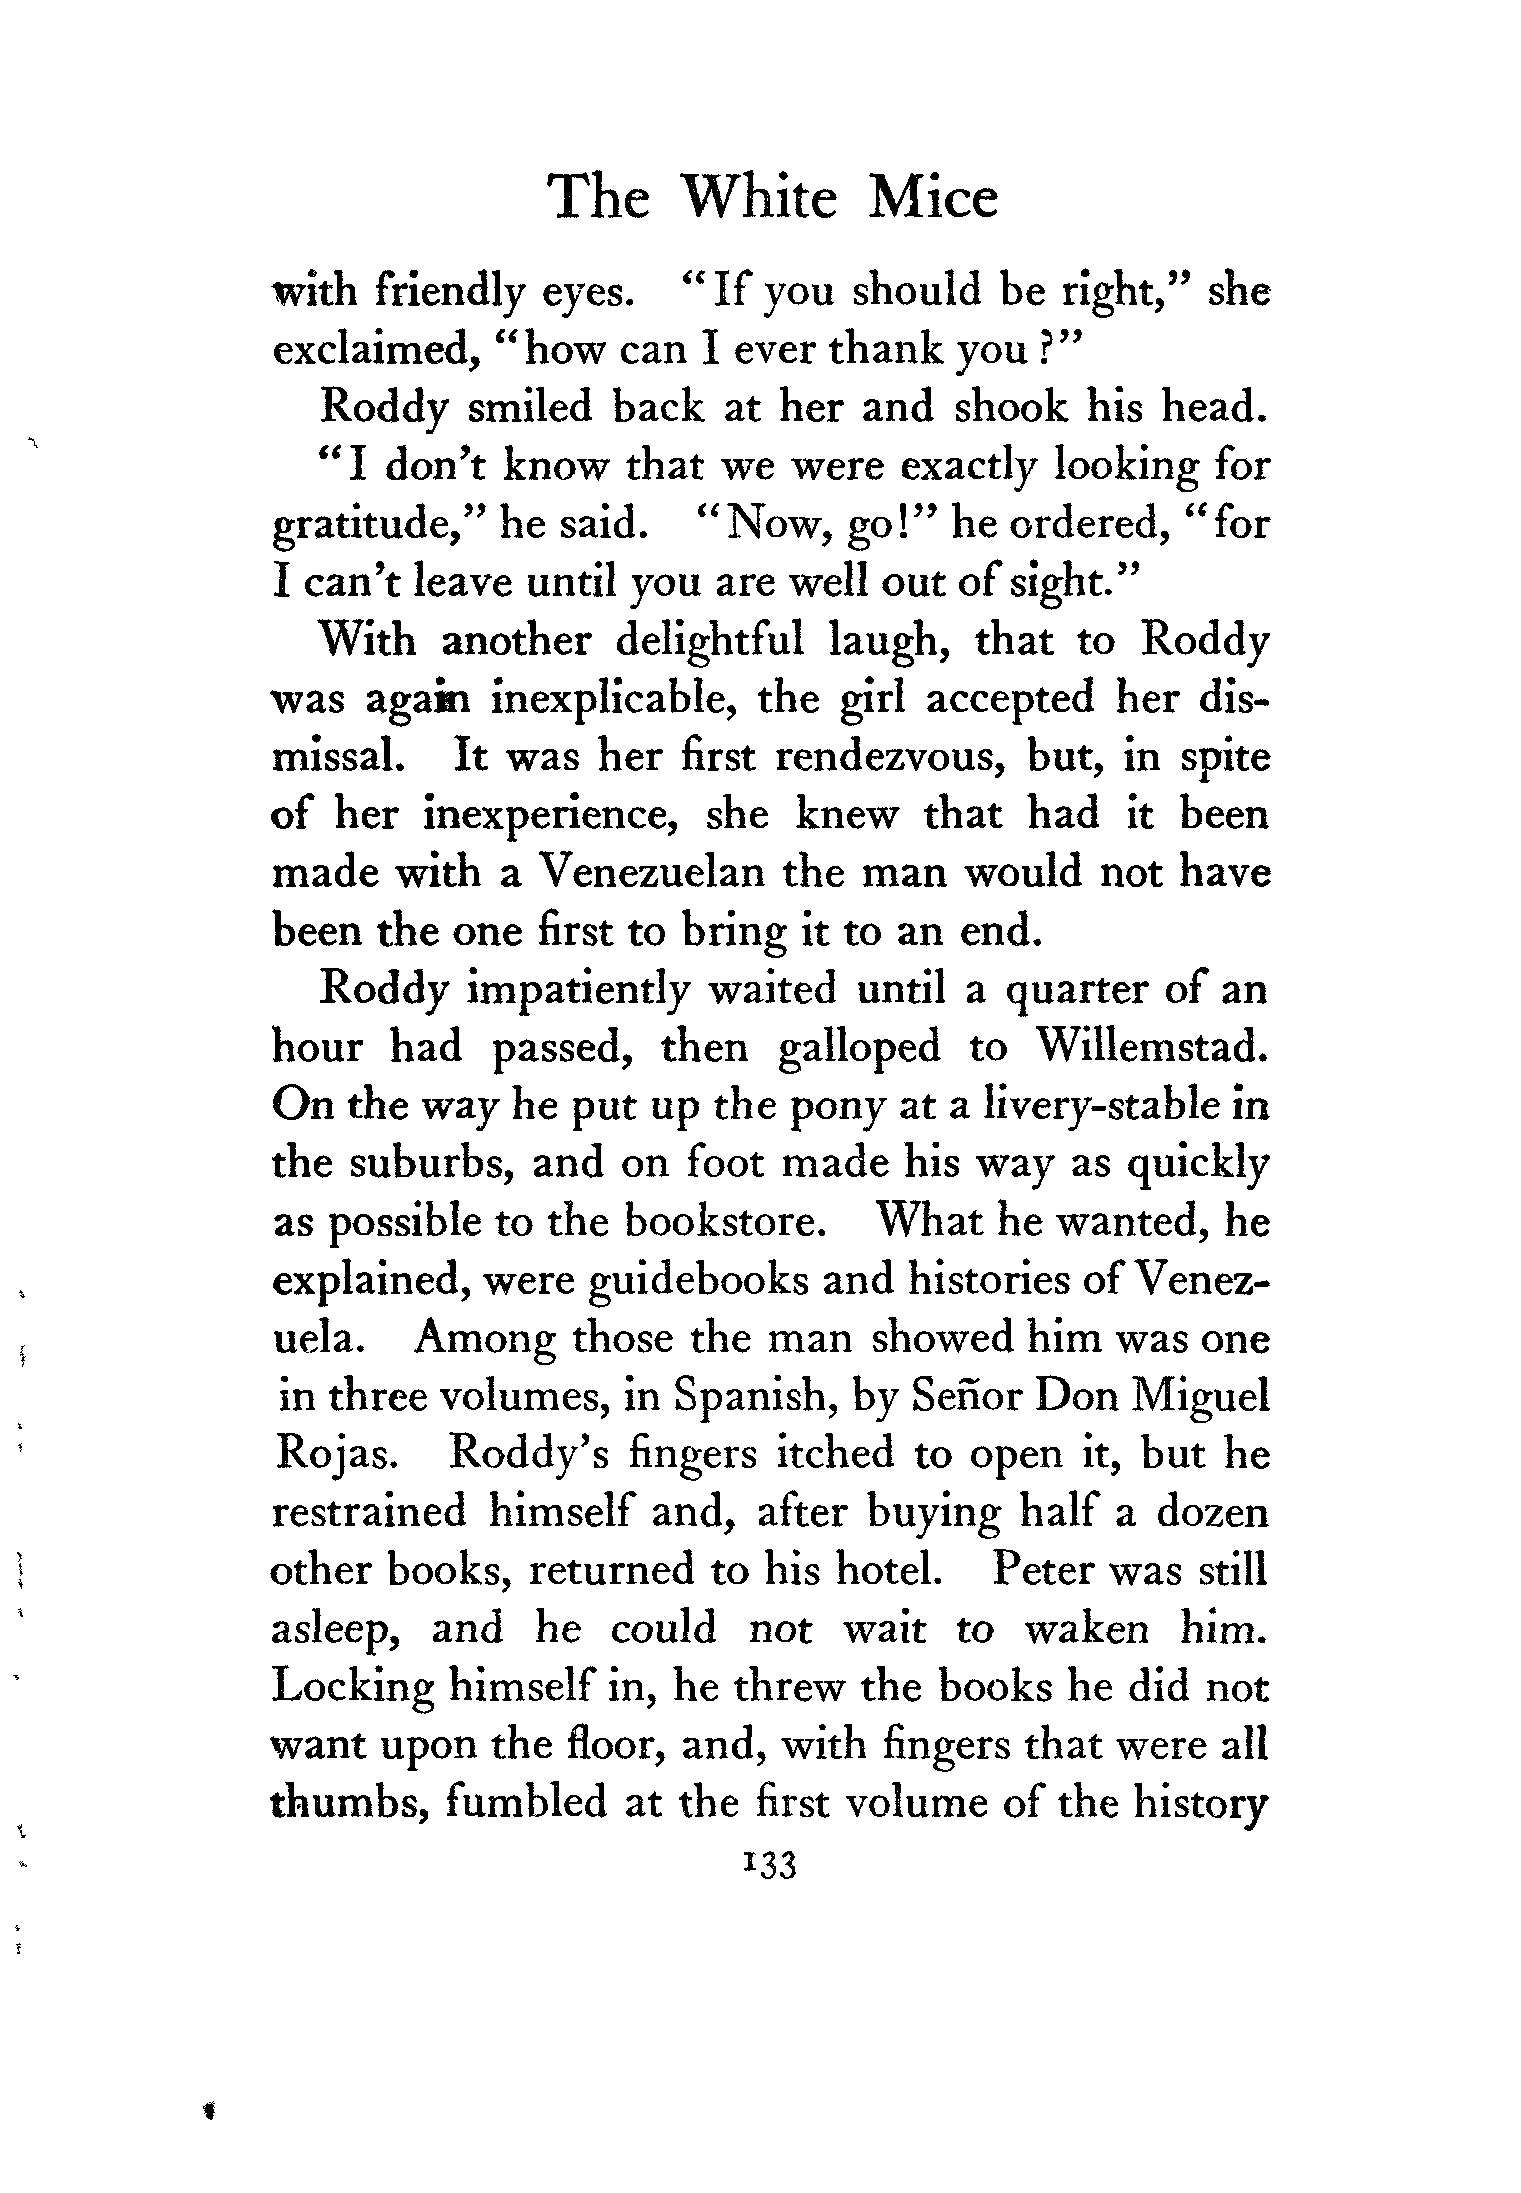 The White Mice
with friendly eyes. "If you should be right," she
exclaimed, "how can I ever thank you?"
Roddy smiled back at her and shook his head.
"I don't know that we were exactly looking for
gratitude," he said. "Now, go!" he ordered, "for
I can't leave until you are well out of sight."
With another delightful laugh, that to Roddy
was again inexplicable, the girl accepted her dis-
missal. It was her first rendezvous, but, in spite
of her inexperience, she knew that had it been
made with a Venezuelan the man would not have
been the one first to bring it to an end.
Roddy impatiently waited until a quarter of an
hour had passed, then galloped to Willemstad.
On the way he put up the pony at a livery-stable in
the suburbs, and on foot made his way as quickly
as possible to the bookstore. What he wanted, he
explained, were guidebooks and histories of Venez-
uela. Among those the man showed him was one
in three volumes, in Spanish, by Señor Don Miguel
Rojas. Roddy's fingers itched to open it, but he
restrained himself and, after buying half a dozen
other books, returned to his hotel. Peter was still
asleep, and he could not wait to waken him.
Locking himself in, he threw the books he did not
want upon the floor, and, with fingers that were all
thumbs, fumbled at the first volume of the history
133